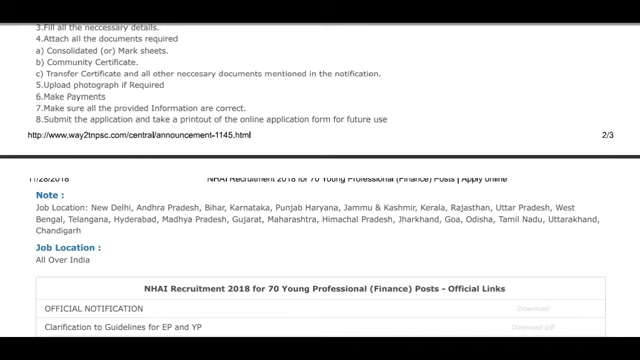 3.Fill all the neccessary details.
4.Attach all the documents required
a) Consolidated (or) Mark sheets.
b) Community Certificate.
c) Transfer Certificate and all other neccesary documents mentioned in the notification.
5.Upload photograph if Required
6.Make Payments
7.Make sure all the provided Information are correct.
8.Submit the application and take a printout of the online application form for future use
http://www.way2tnpsc.com/central/announcement-1145.html 2/3
11/28/2018 NHAI Recruitment 2018 for 70 Young Professional (Finance) Posts | Apply online
Note :
Job Location: New Delhi, Andhra Pradesh, Bihar, Karnataka, Punjab Haryana, Jammu & Kashmir, Kerala, Rajasthan, Uttar Pradesh, West
Bengal, Telangana, Hyderabad, Madhya Pradesh, Gujarat, Maharashtra, Himachal Pradesh, Jharkhand, Goa, Odisha, Tamil Nadu, Uttarakhand,
Chandigarh
Job Location :
All Over India
NHAI Recruitment 2018 for 70 Young Professional (Finance) Posts - Official Links
OFFICIAL NOTIFICATION Download
Clarification to Guidelines for EP and YP Download pdf